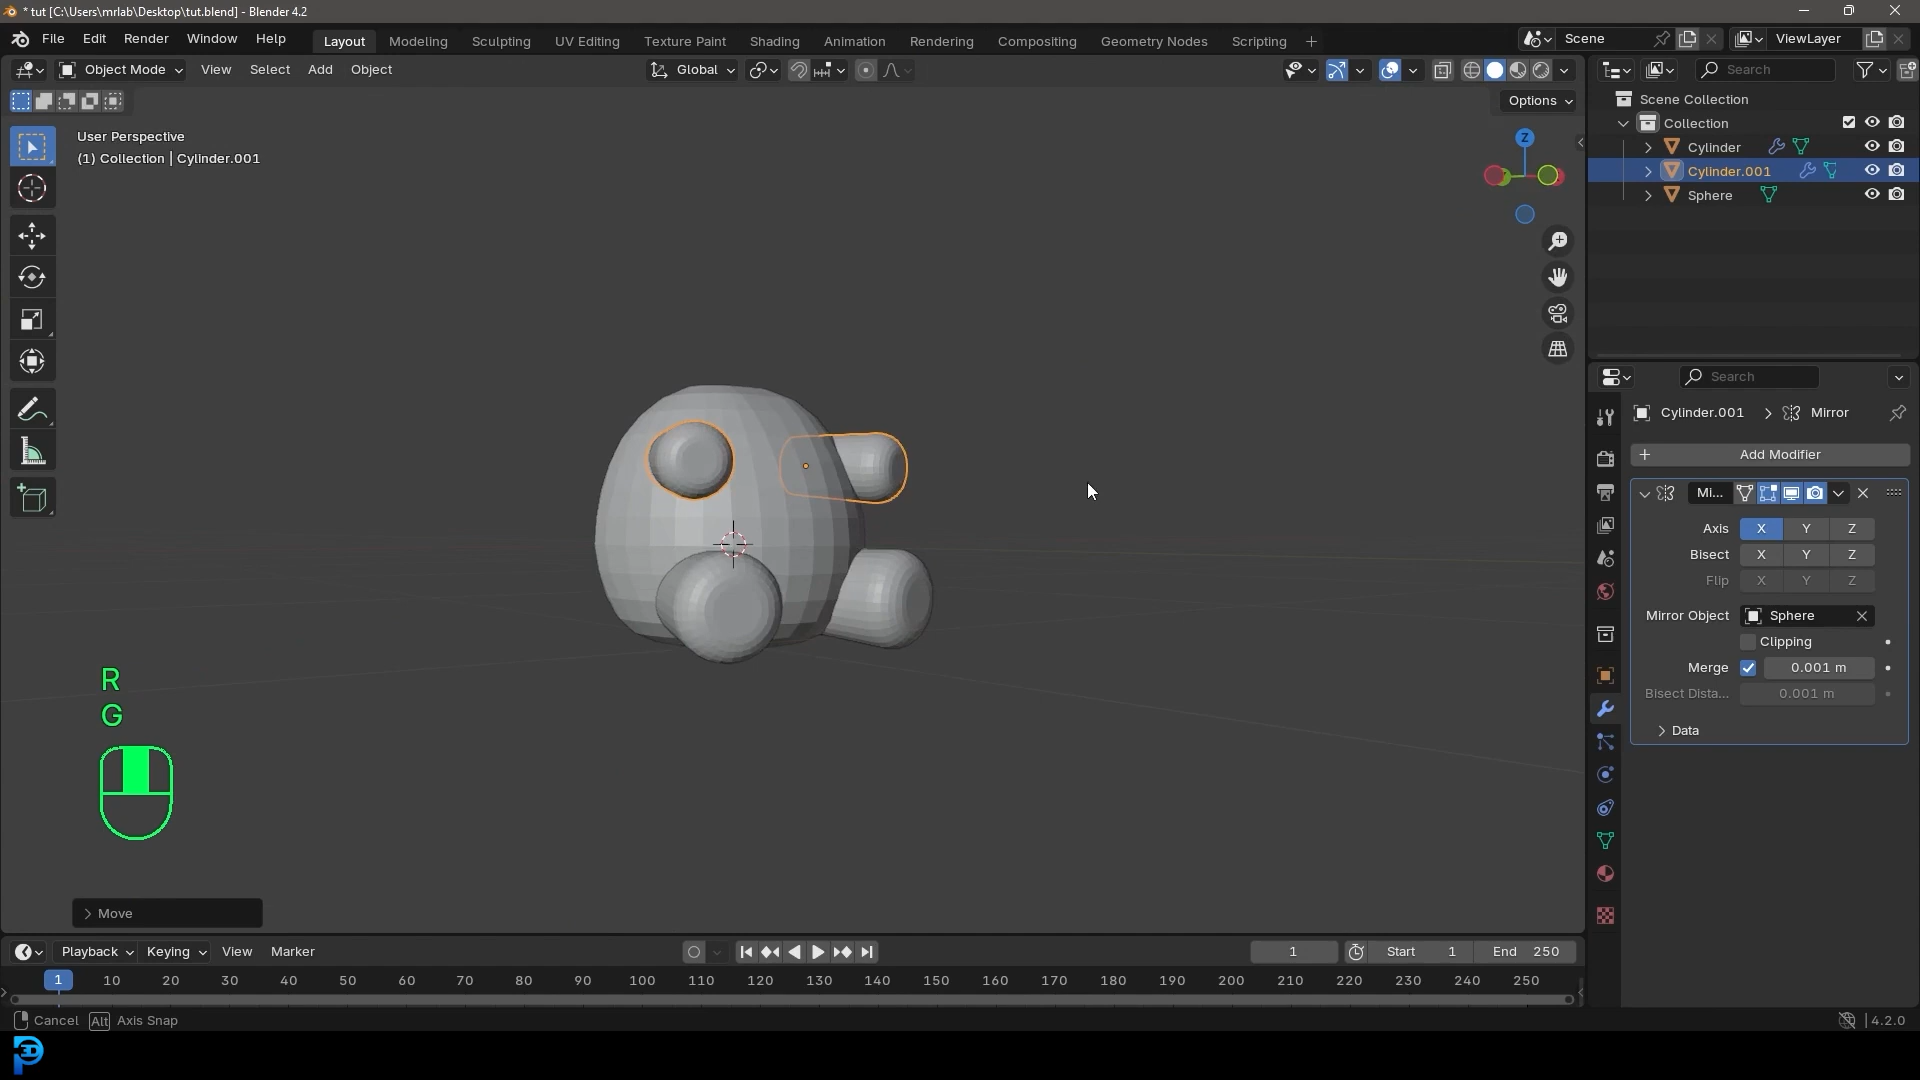 * tut [C:\Users\mrlab\Desktop\tut.blend] - Blender 4.2
File Edit Render Window Help
Layout Modeling Sculpting UV Editing Texture Paint Shading Animation Rendering Compositing Geometry Nodes Scripting
Scene
ViewLayer
Object Mode View Select Add Object
Global
Search
Options
User Perspective
(1) Collection | Cylinder.001
Z
Scene Collection
Collection
Cylinder
Cylinder.001
Sphere
Search
Cylinder.001 > Mirror
Add Modifier
Mi...
Axis X Y Z
Bisect X Y Z
Flip X Y Z
Mirror Object Sphere
Clipping
Merge 0.001 m
Bisect Dista... 0.001 m
Data
R
G
Move
Playback Keying View Marker
1
Start 1
End 250
1 10 20 30 40 50 60 70 80 90 100 110 120 130 140 150 160 170 180 190 200 210 220 230 240 250
Cancel Alt Axis Snap
4.2.0